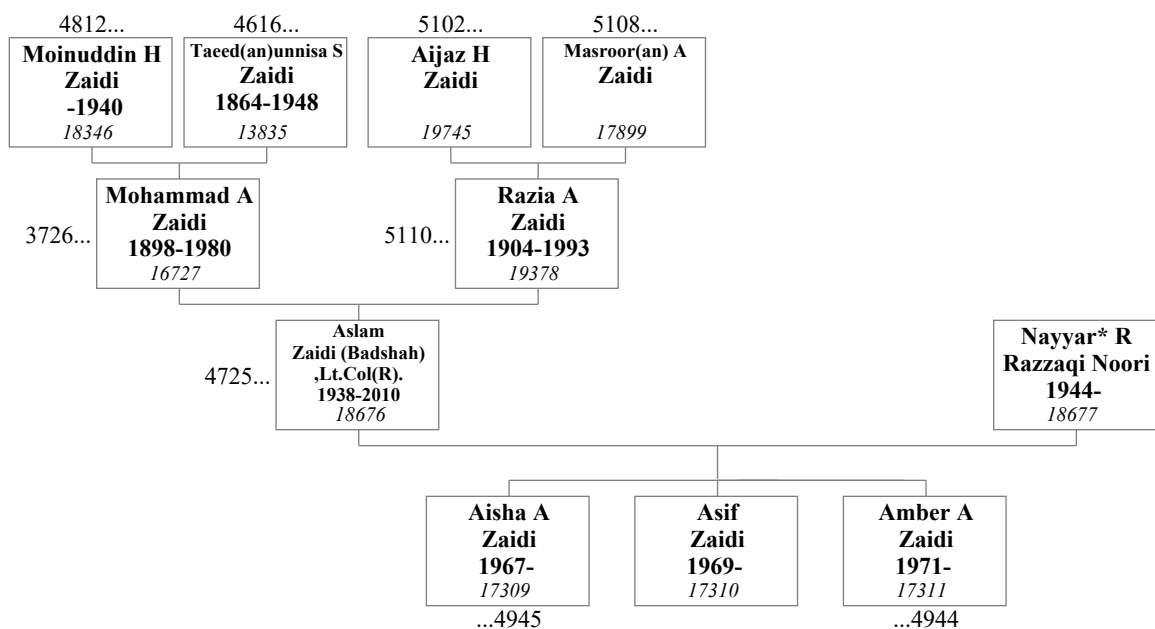 4812...
4616...
5102...
5108...
Moinuddin H
Zaidi
-1940
18346
Taeed(an)unnisa S
Zaidi
1864-1948
13835
Aijaz H
Zaidi
19745
Masroor(an) A
Zaidi
17899
3726...
Mohammad A
Zaidi
1898-1980
16727
5110...
Razia A
Zaidi
1904-1993
19378
4725...
Aslam
Zaidi (Badshah)
,Lt.Col(R).
1938-2010
18676
Nayyar* R
Razzaqi Noori
1944-
18677
Aisha A
Zaidi
1967-
17309
...4945
Asif
Zaidi
1969-
17310
Amber A
Zaidi
1971-
17311
...4944